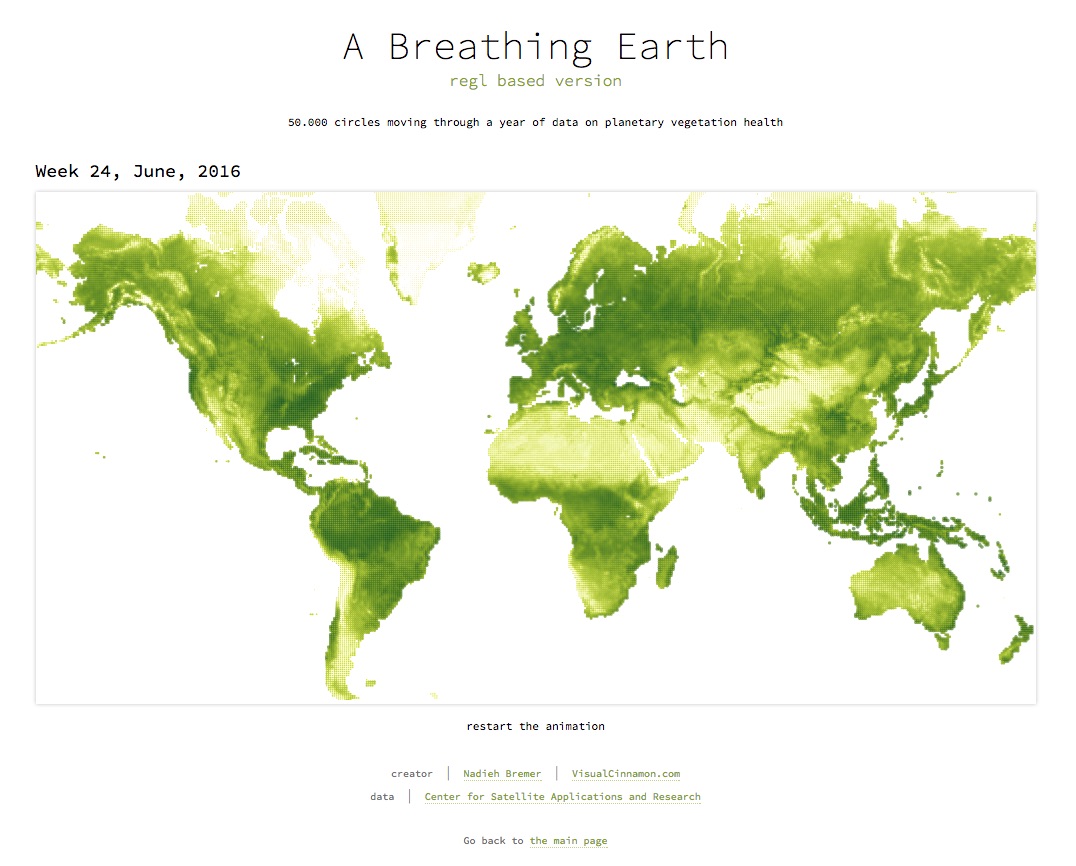 A Breathing Earth
regl based version
50.000 circles moving through a year of data on planetary vegetation health
Week 24, June, 2016
restart the animation
creator | Nadieh Bremer | VisualCinnamon.com
data | Center for Satellite Applications and Research
Go back to the main page